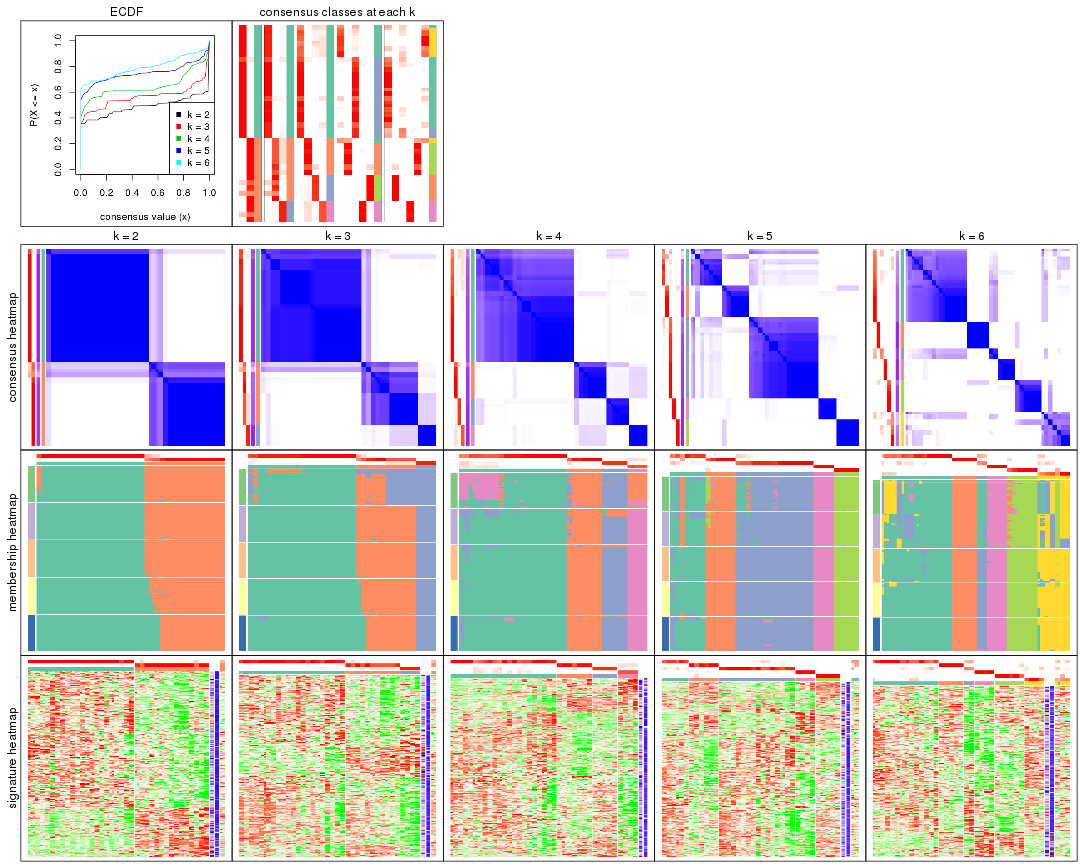 ECDF
consensus classes at each k
P(X <= x)
0.0 0.2 0.4 0.6 0.8 1.0
k = 2
k = 3
k = 4
k = 5
k = 6
0.0 0.2 0.4 0.6 0.8 1.0
consensus value (x)
k = 2
k = 3
k = 4
k = 5
k = 6
consensus heatmap
membership heatmap
signature heatmap